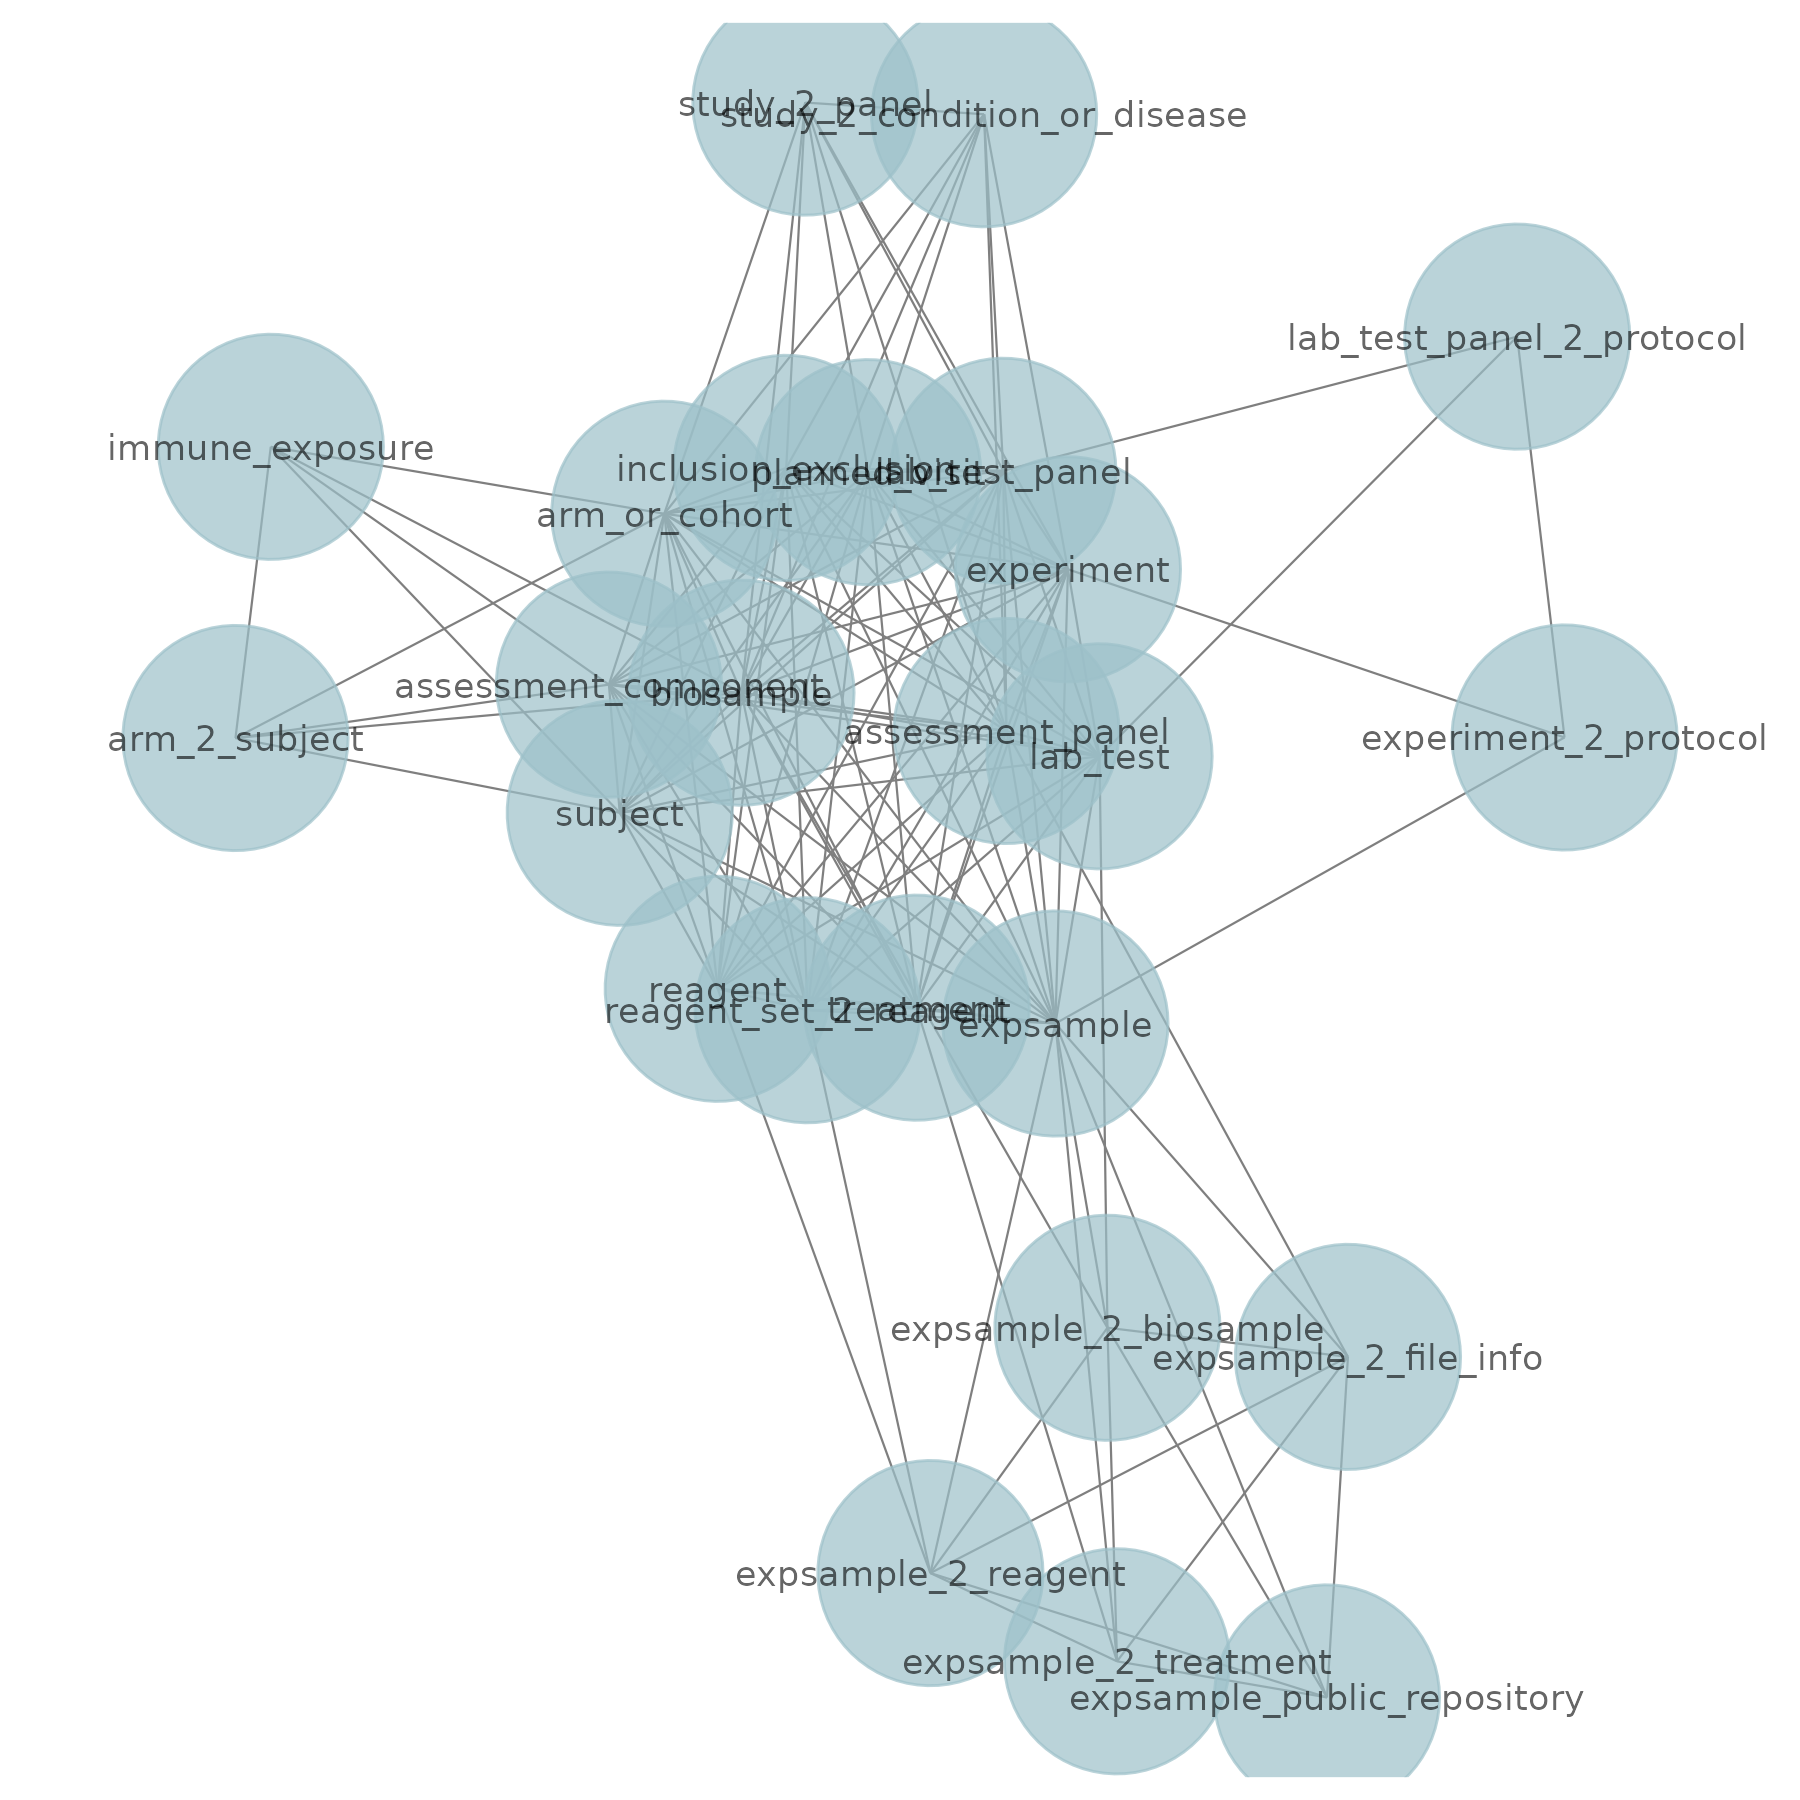 study_2_panel
study_2_condition_or_disease
lab_test_panel_2_protocol
immune_exposure
inclusion_exclusion
planned_visit
lab_test_panel
arm_or_cohort
experiment
assessment_component
biosample
assessment_panel
arm_2_subject
experiment_2_protocol
lab_test
subject
reagent
reagent_set_2_reagent
treatment
expsample
expsample_2_biosample
expsample_2_file_info
expsample_2_reagent
expsample_2_treatment
expsample_public_repository